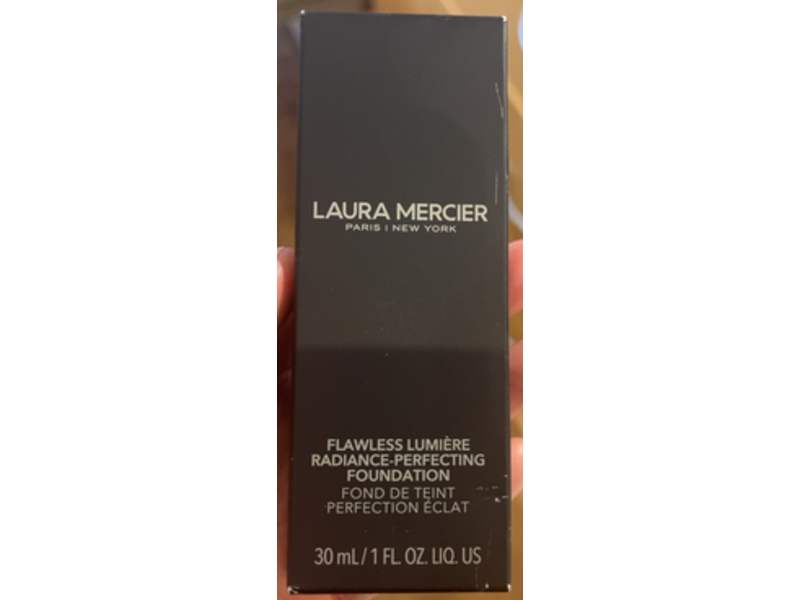 LAURA MERCIER
PARIS | NEW YORK
FLAWLESS LUMIÈRE
RADIANCE-PERFECTING
FOUNDATION
FOND DE TEINT
PERFECTION ÉCLAT
30 mL / 1 FL. OZ. LIQ. US